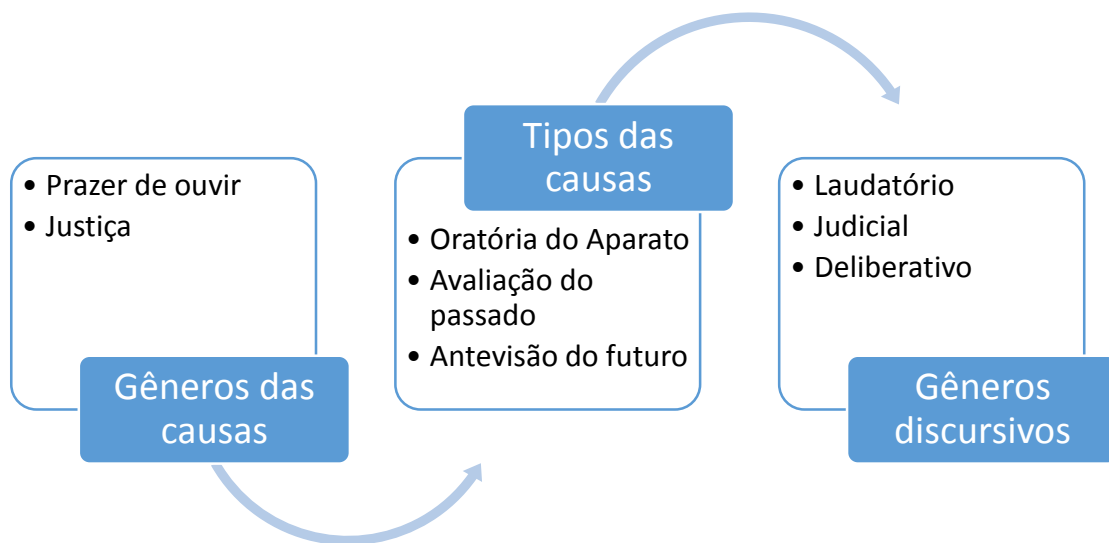 • Prazer de ouvir
• Justiça
Gêneros das
causas
Tipos das
causas
• Oratória do Aparato
• Avaliação do
passado
• Antevisão do futuro
• Laudatório
• Judicial
• Deliberativo
Gêneros
discursivos